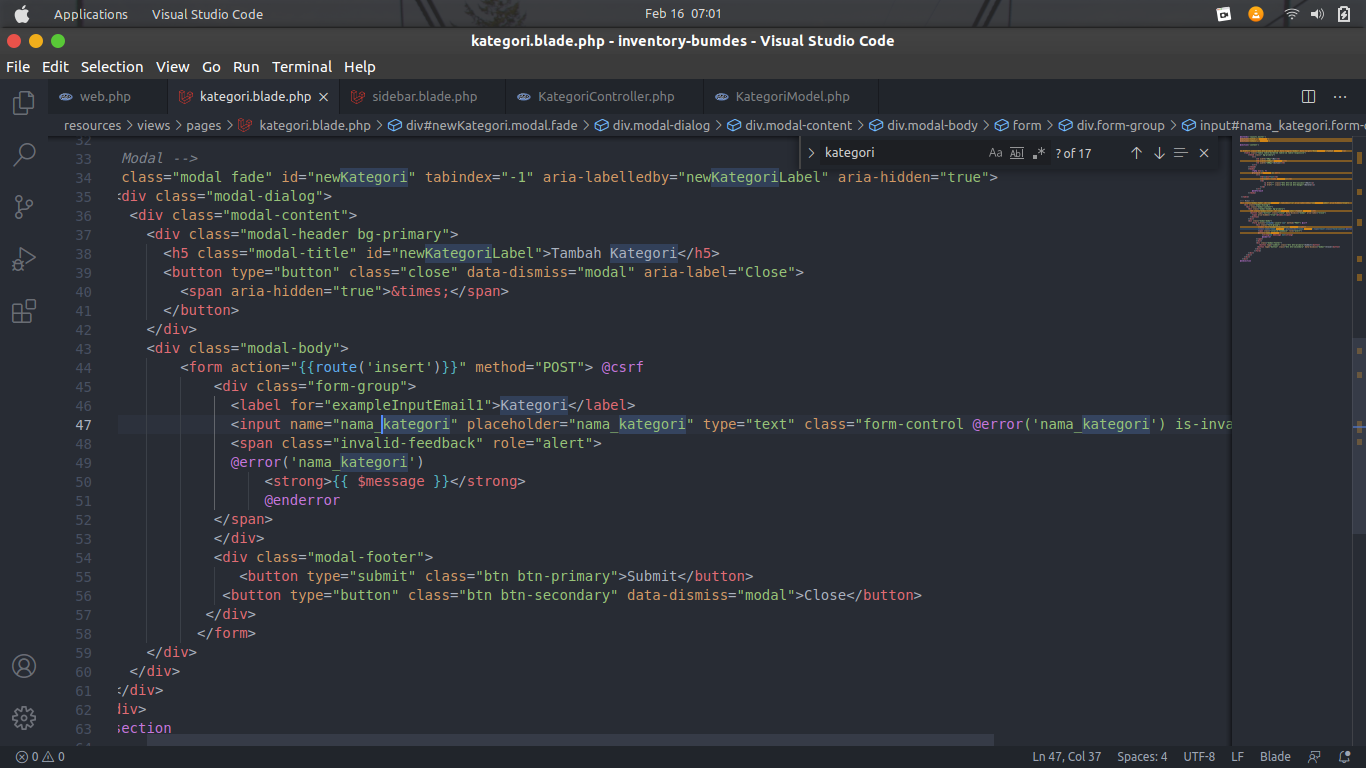 Applications Visual Studio Code Feb 16 07:01
kategori.blade.php - inventory-bumdes - Visual Studio Code
File Edit Selection View Go Run Terminal Help
web.php kategori.blade.php × sidebar.blade.php KategoriController.php KategoriModel.php ···
resources > views > pages > kategori.blade.php > div#newKategori.modal.fade > div.modal-dialog > div.modal-content > div.modal-body > form > div.form-group > input#nama_kategori.form-
> kategori Aa Abl .* ? of 17
32
33 Modal -->
34 class="modal fade" id="newKategori" tabindex="-1" aria-labelledby="newKategoriLabel" aria-hidden="true">
35 <div class="modal-dialog">
36 <div class="modal-content">
37 <div class="modal-header bg-primary">
38 <h5 class="modal-title" id="newKategoriLabel">Tambah Kategori</h5>
39 <button type="button" class="close" data-dismiss="modal" aria-label="Close">
40 <span aria-hidden="true">&times;</span>
41 </button>
42 </div>
43 <div class="modal-body">
44 <form action="{{route('insert')}}" method="POST"> @csrf
45 <div class="form-group">
46 <label for="exampleInputEmail1">Kategori</label>
47 <input name="nama_kategori" placeholder="nama_kategori" type="text" class="form-control @error('nama_kategori') is-inva
48 <span class="invalid-feedback" role="alert">
49 @error('nama_kategori')
50 <strong>{{ $message }}</strong>
51 @enderror
52 </span>
53 </div>
54 <div class="modal-footer">
55 <button type="submit" class="btn btn-primary">Submit</button>
56 <button type="button" class="btn btn-secondary" data-dismiss="modal">Close</button>
57 </div>
58 </form>
59 </div>
60 </div>
61 </div>
62 div>
63 section
0 0 Ln 47, Col 37 Spaces: 4 UTF-8 LF Blade